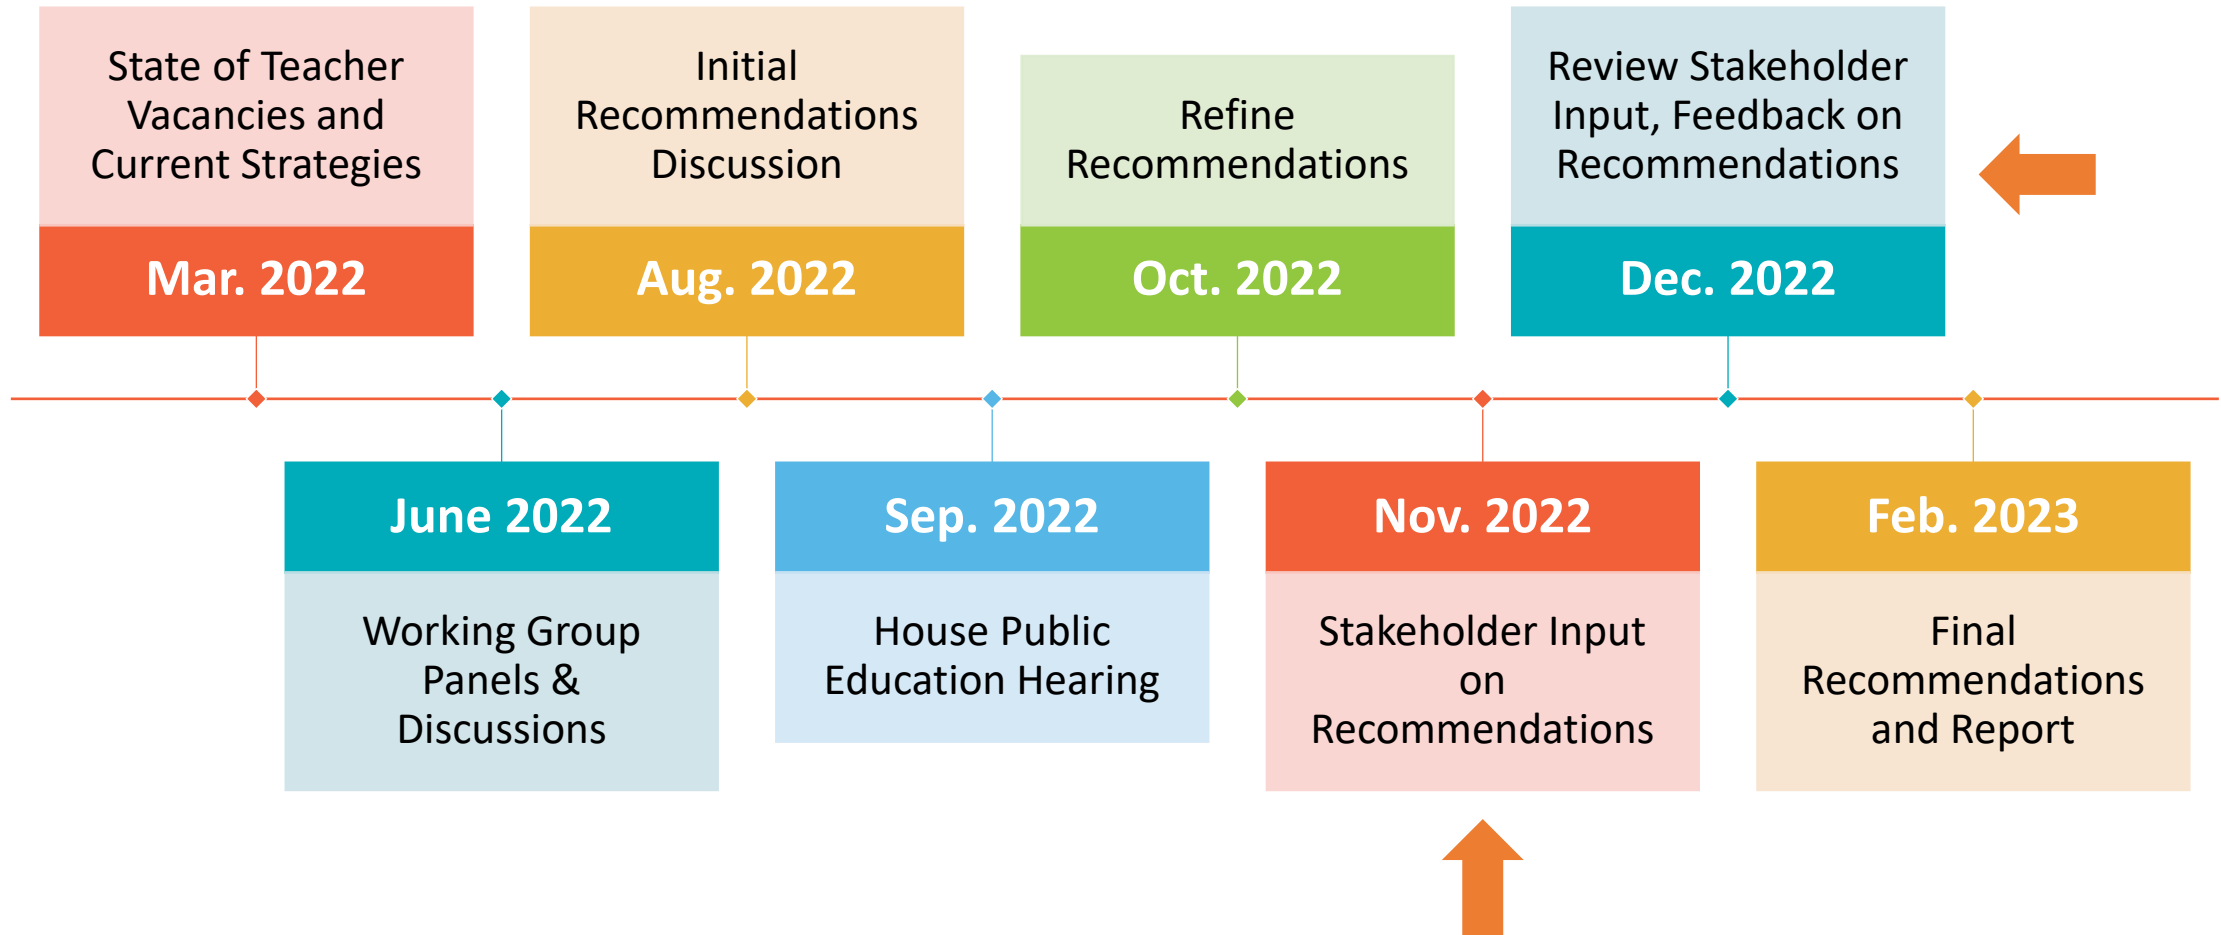 State of Teacher
Vacancies and
Current Strategies
Mar. 2022
June 2022
Working Group
Panels &
Discussions
Initial
Recommendations
Discussion
Aug. 2022
Sep. 2022
House Public
Education Hearing
Refine
Recommendations
Oct. 2022
Nov. 2022
Stakeholder Input
on
Recommendations
Review Stakeholder
Input, Feedback on
Recommendations
Dec. 2022
Feb. 2023
Final
Recommendations
and Report